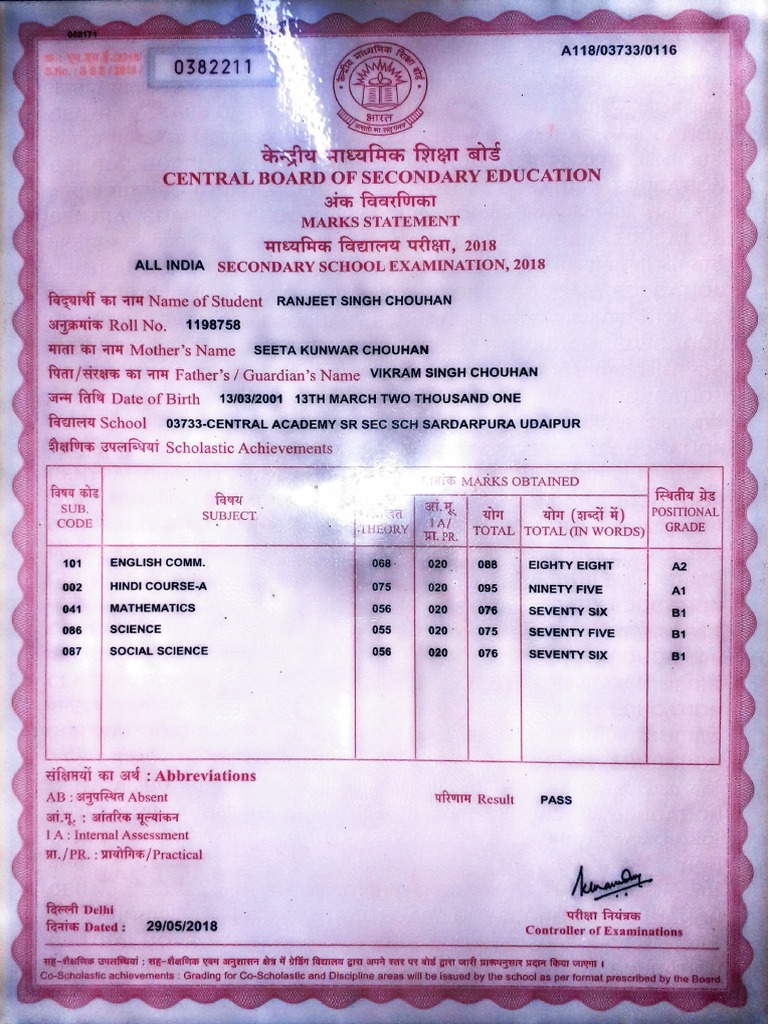 062171
0382211
A118/03733/0116
केन्द्रीय माध्यमिक शिक्षा बोर्ड
भारत
केन्द्रीय माध्यमिक शिक्षा बोर्ड
CENTRAL BOARD OF SECONDARY EDUCATION
अंक विवरणिका
MARKS STATEMENT
माध्यमिक विद्यालय परीक्षा, 2018
ALL INDIA SECONDARY SCHOOL EXAMINATION, 2018
विद्यार्थी का नाम Name of Student RANJEET SINGH CHOUHAN
अनुक्रमांक Roll No. 1198758
माता का नाम Mother's Name SEETA KUNWAR CHOUHAN
पिता/संरक्षक का नाम Father's / Guardian's Name VIKRAM SINGH CHOUHAN
जन्म तिथि Date of Birth 13/03/2001 13TH MARCH TWO THOUSAND ONE
विद्यालय School 03733-CENTRAL ACADEMY SR SEC SCH SARDARPURA UDAIPUR
शैक्षणिक उपलब्धियां Scholastic Achievements
विषय कोड SUB. CODE
विषय SUBJECT
MARKS OBTAINED
THEORY
आं.मू. I A/ प्रा. PR.
योग TOTAL
योग (शब्दों में) TOTAL (IN WORDS)
स्थितीय ग्रेड POSITIONAL GRADE
101 ENGLISH COMM. 068 020 088 EIGHTY EIGHT A2
002 HINDI COURSE-A 075 020 095 NINETY FIVE A1
041 MATHEMATICS 056 020 076 SEVENTY SIX B1
086 SCIENCE 055 020 075 SEVENTY FIVE B1
087 SOCIAL SCIENCE 056 020 076 SEVENTY SIX B1
संक्षिप्तियों का अर्थ : Abbreviations
AB : अनुपस्थित Absent
परिणाम Result PASS
आं.मू. : आंतरिक मूल्यांकन
I A : Internal Assessment
प्रा./PR. : प्रायोगिक/Practical
दिल्ली Delhi
दिनांक Dated : 29/05/2018
परीक्षा नियंत्रक
Controller of Examinations
सह-शैक्षणिक उपलब्धियां : सह-शैक्षणिक एवम अनुशासन क्षेत्र में ग्रेडिंग विद्यालय द्वारा अपने स्तर पर बोर्ड द्वारा जारी प्रारूपनुसार प्रदान किया जाएगा ।
Co-Scholastic achievements : Grading for Co-Scholastic and Discipline areas will be issued by the school as per format prescribed by the Board.